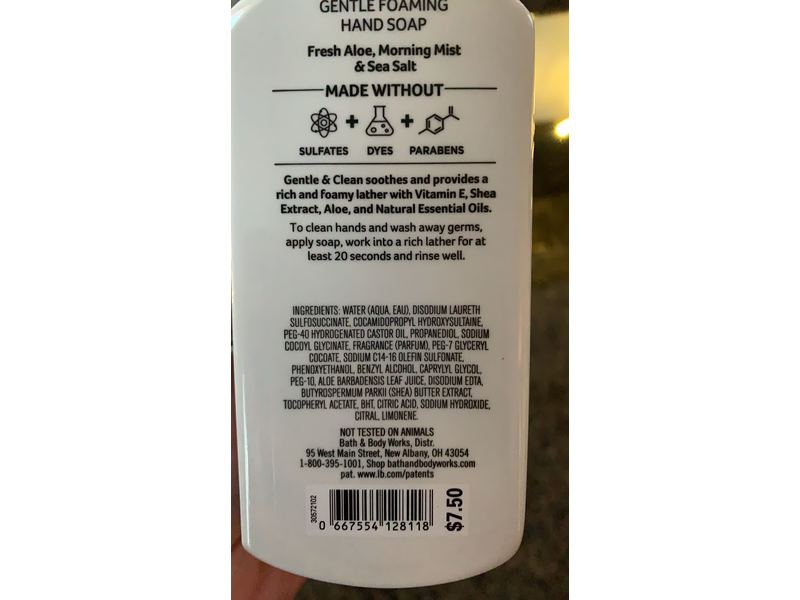 GENTLE FOAMING
HAND SOAP
Fresh Aloe, Morning Mist
& Sea Salt
MADE WITHOUT
SULFATES + DYES + PARABENS
Gentle & Clean soothes and provides a
rich and foamy lather with Vitamin E, Shea
Extract, Aloe, and Natural Essential Oils.
To clean hands and wash away germs,
apply soap, work into a rich lather for at
least 20 seconds and rinse well.
INGREDIENTS: WATER (AQUA, EAU), DISODIUM LAURETH
SULFOSUCCINATE, COCAMIDOPROPYL HYDROXYSULTAINE,
PEG-40 HYDROGENATED CASTOR OIL, PROPANEDIOL, SODIUM
COCOYL GLYCINATE, FRAGRANCE (PARFUM), PEG-7 GLYCERYL
COCOATE, SODIUM C14-16 OLEFIN SULFONATE,
PHENOXYETHANOL, BENZYL ALCOHOL, CAPRYLYL GLYCOL,
PEG-10, ALOE BARBADENSIS LEAF JUICE, DISODIUM EDTA,
BUTYROSPERMUM PARKII (SHEA) BUTTER EXTRACT,
TOCOPHERYL ACETATE, BHT, CITRIC ACID, SODIUM HYDROXIDE,
CITRAL, LIMONENE.
NOT TESTED ON ANIMALS
Bath & Body Works, Distr.
95 West Main Street, New Albany, OH 43054
1-800-395-1001, Shop bathandbodyworks.com
pat. www.lb.com/patents
30572102
0 667554 128118
$7.50